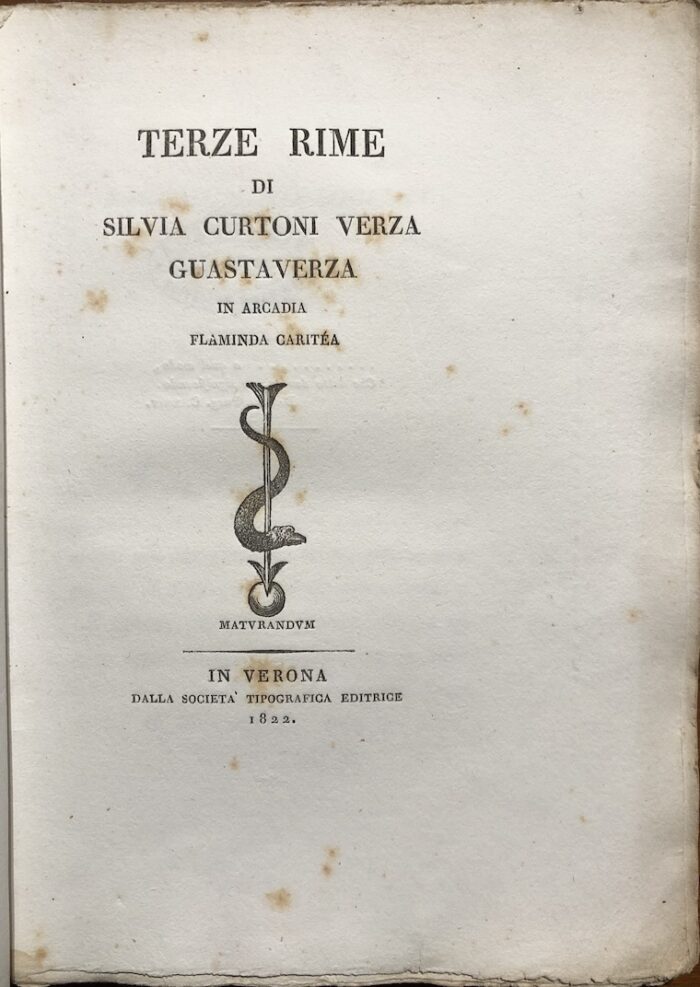 TERZE RIME
DI
SILVIA CURTONI VERZA
GUASTAVERZA
IN ARCADIA
FLAMINDA CARITÉA
MATVRANDVM
IN VERONA
DALLA SOCIETA' TIPOGRAFICA EDITRICE
1822.